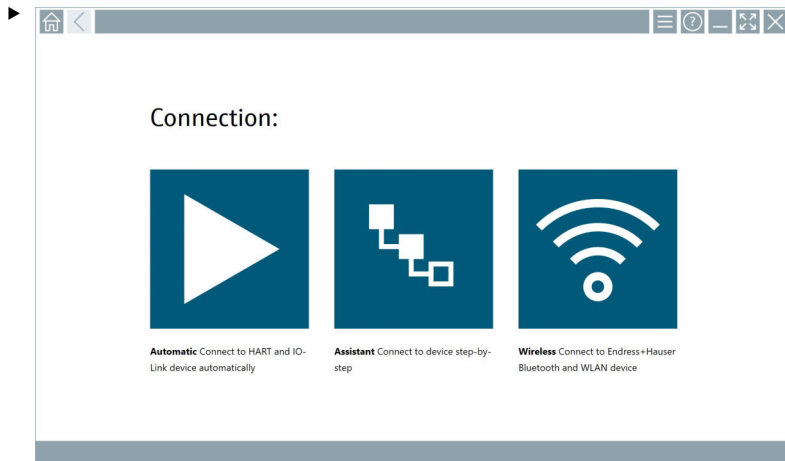 Connection:
Automatic Connect to HART and IO-
Link device automatically
Assistant Connect to device step-by-
step
Wireless Connect to Endress+Hauser
Bluetooth and WLAN device